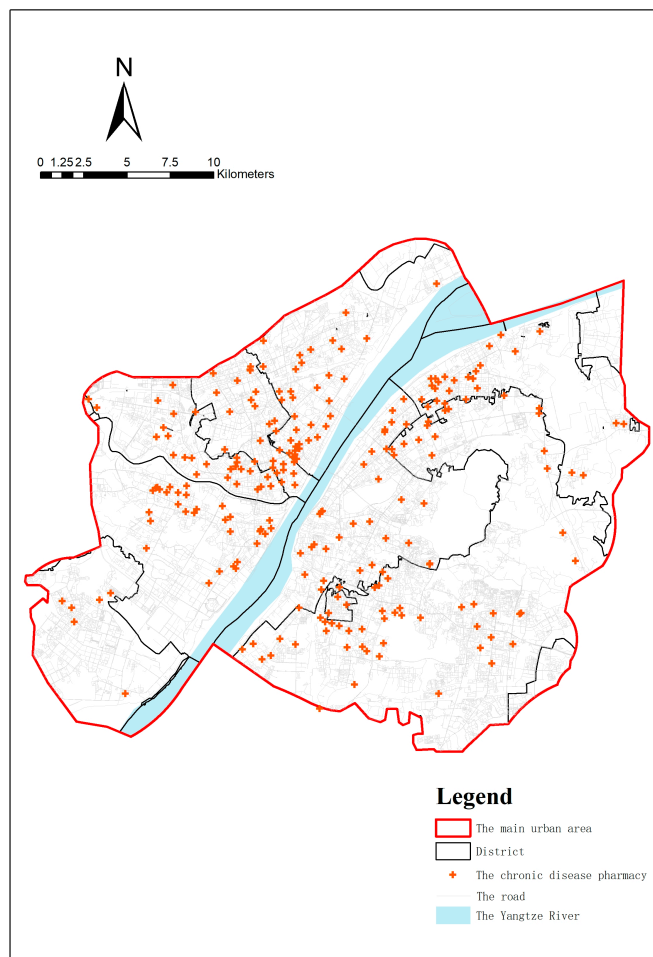 N
0 1.25 2.5 5 7.5 10
Kilometers
Legend
The main urban area
District
The chronic disease pharmacy
The road
The Yangtze River